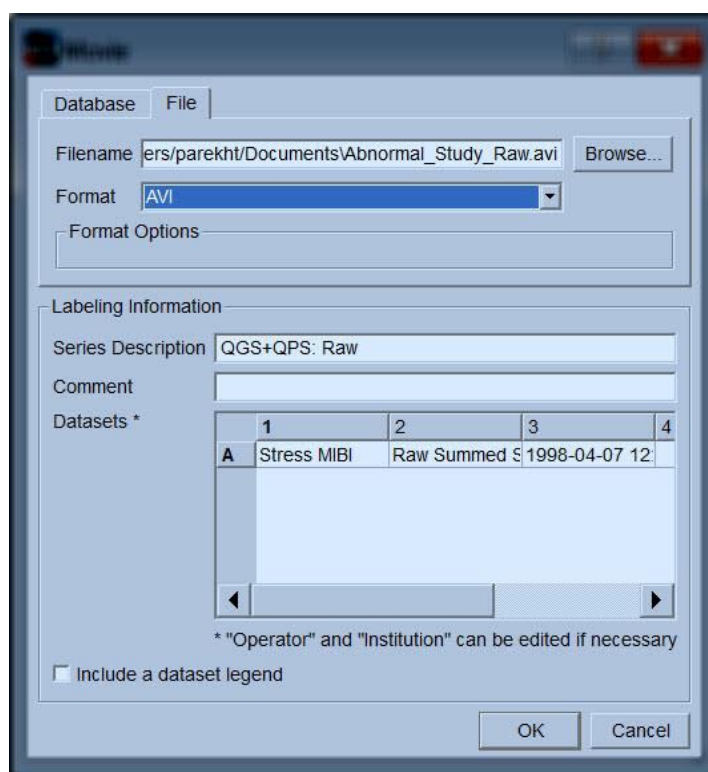 Movie
Database File
Filename ers/parekht/Documents\Abnormal_Study_Raw.avi Browse...
Format AVI
Format Options
Labeling Information
Series Description QGS+QPS: Raw
Comment
Datasets *
1 2 3 4
A Stress MIBI Raw Summed S 1998-04-07 12:
* "Operator" and "Institution" can be edited if necessary
Include a dataset legend
OK Cancel